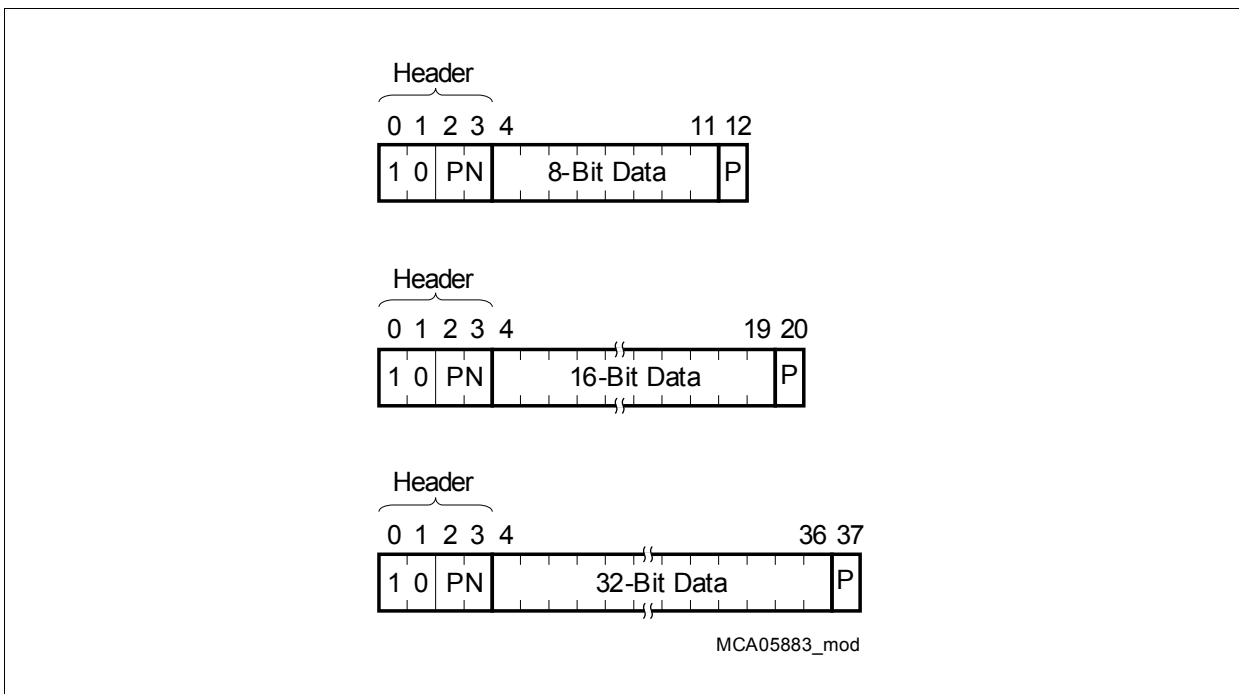 Header
0 1 2 3 4 11 12
1 0 PN 8-Bit Data P
Header
0 1 2 3 4 19 20
1 0 PN 16-Bit Data P
Header
0 1 2 3 4 36 37
1 0 PN 32-Bit Data P
MCA05883_mod